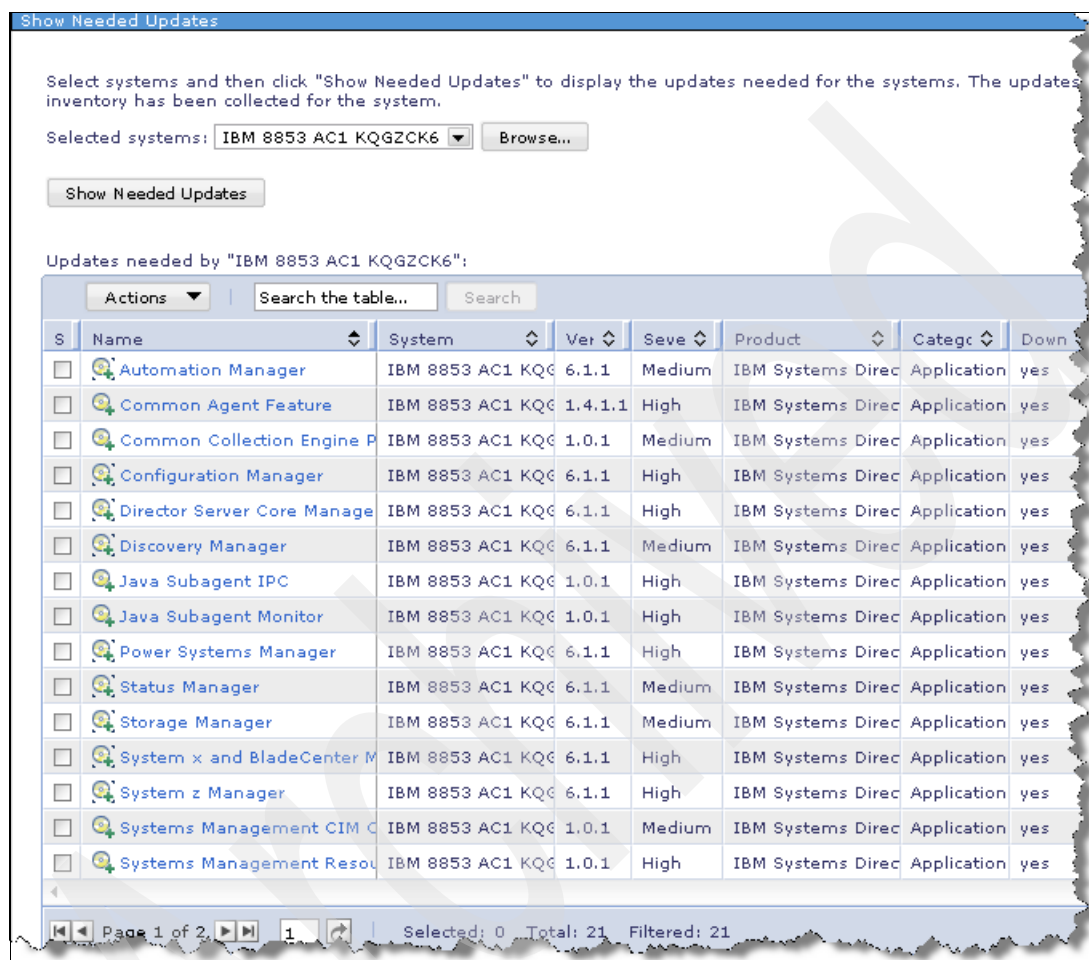 Show Needed Updates
Select systems and then click "Show Needed Updates" to display the updates needed for the systems. The updates
inventory has been collected for the system.
Selected systems: IBM 8853 AC1 KQGZCK6 Browse...
Show Needed Updates
Updates needed by "IBM 8853 AC1 KQGZCK6":
Actions Search the table... Search
S Name System Ver Seve Product Categc Down
Automation Manager IBM 8853 AC1 KQG 6.1.1 Medium IBM Systems Direc Application yes
Common Agent Feature IBM 8853 AC1 KQG 1.4.1.1 High IBM Systems Direc Application yes
Common Collection Engine P IBM 8853 AC1 KQG 1.0.1 Medium IBM Systems Direc Application yes
Configuration Manager IBM 8853 AC1 KQG 6.1.1 High IBM Systems Direc Application yes
Director Server Core Manage IBM 8853 AC1 KQG 6.1.1 High IBM Systems Direc Application yes
Discovery Manager IBM 8853 AC1 KQG 6.1.1 Medium IBM Systems Direc Application yes
Java Subagent IPC IBM 8853 AC1 KQG 1.0.1 High IBM Systems Direc Application yes
Java Subagent Monitor IBM 8853 AC1 KQG 1.0.1 High IBM Systems Direc Application yes
Power Systems Manager IBM 8853 AC1 KQG 6.1.1 High IBM Systems Direc Application yes
Status Manager IBM 8853 AC1 KQG 6.1.1 Medium IBM Systems Direc Application yes
Storage Manager IBM 8853 AC1 KQG 6.1.1 Medium IBM Systems Direc Application yes
System x and BladeCenter M IBM 8853 AC1 KQG 6.1.1 High IBM Systems Direc Application yes
System z Manager IBM 8853 AC1 KQG 6.1.1 High IBM Systems Direc Application yes
Systems Management CIM C IBM 8853 AC1 KQG 1.0.1 Medium IBM Systems Direc Application yes
Systems Management Resou IBM 8853 AC1 KQG 1.0.1 High IBM Systems Direc Application yes
Page 1 of 2 1 Selected: 0 Total: 21 Filtered: 21